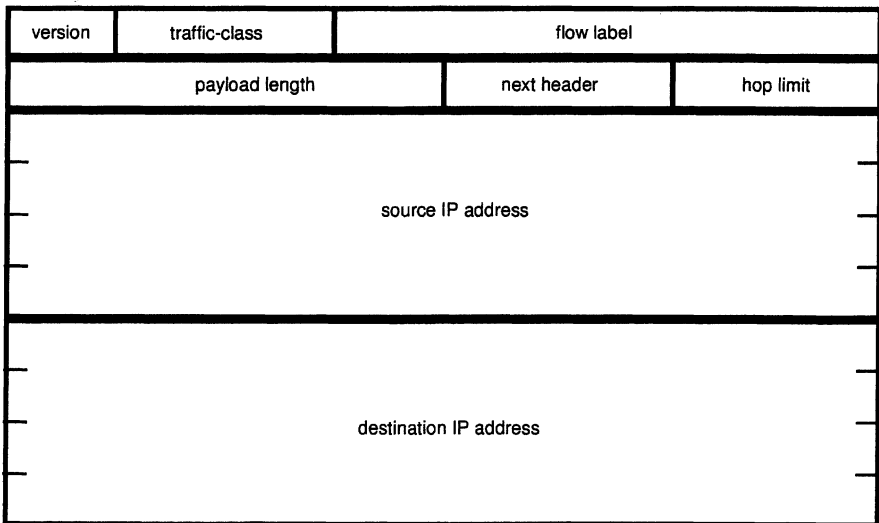 version traffic-class flow label
payload length next header hop limit
source IP address
destination IP address